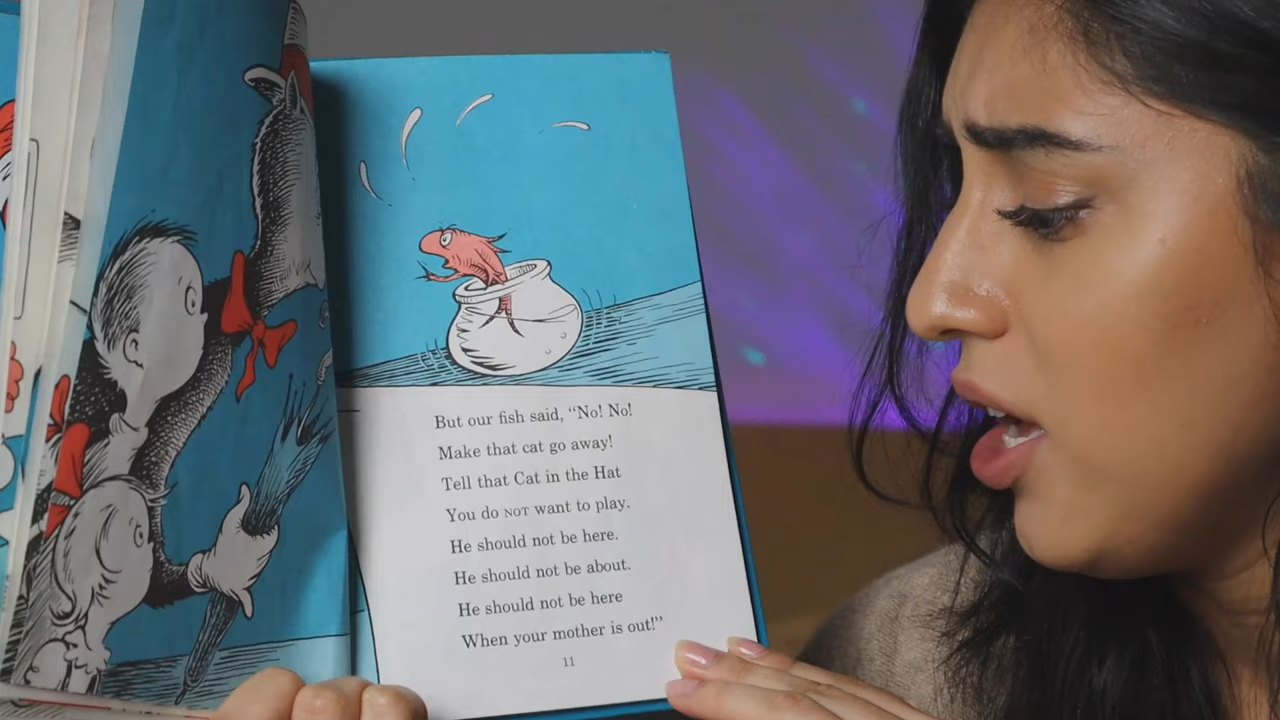 But our fish said, “No! No!
Make that cat go away!
Tell that Cat in the Hat
You do NOT want to play.
He should not be here.
He should not be about.
He should not be here
When your mother is out!”
11